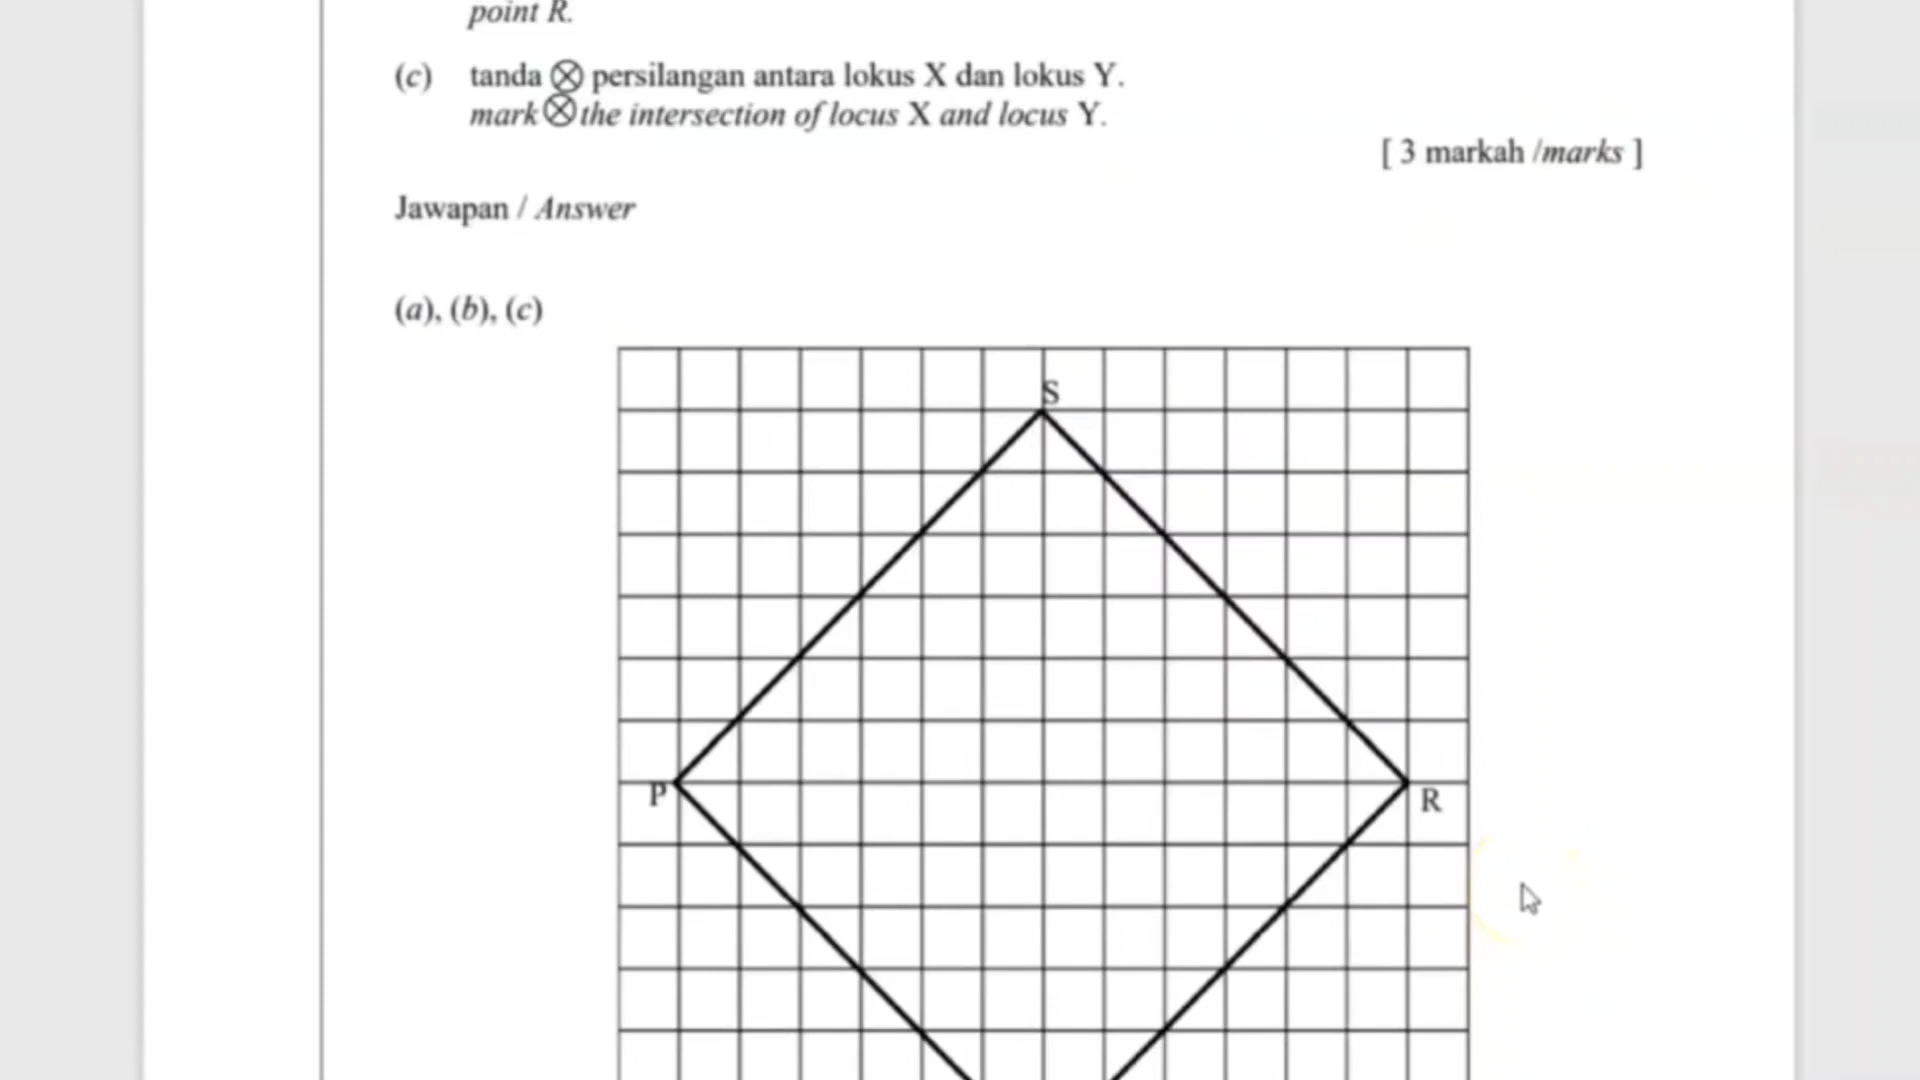 point R.
(c) tanda ⊗ persilangan antara lokus X dan lokus Y.
mark ⊗ the intersection of locus X and locus Y.
[ 3 markah /marks ]
Jawapan / Answer
(a), (b), (c)
S
P
R